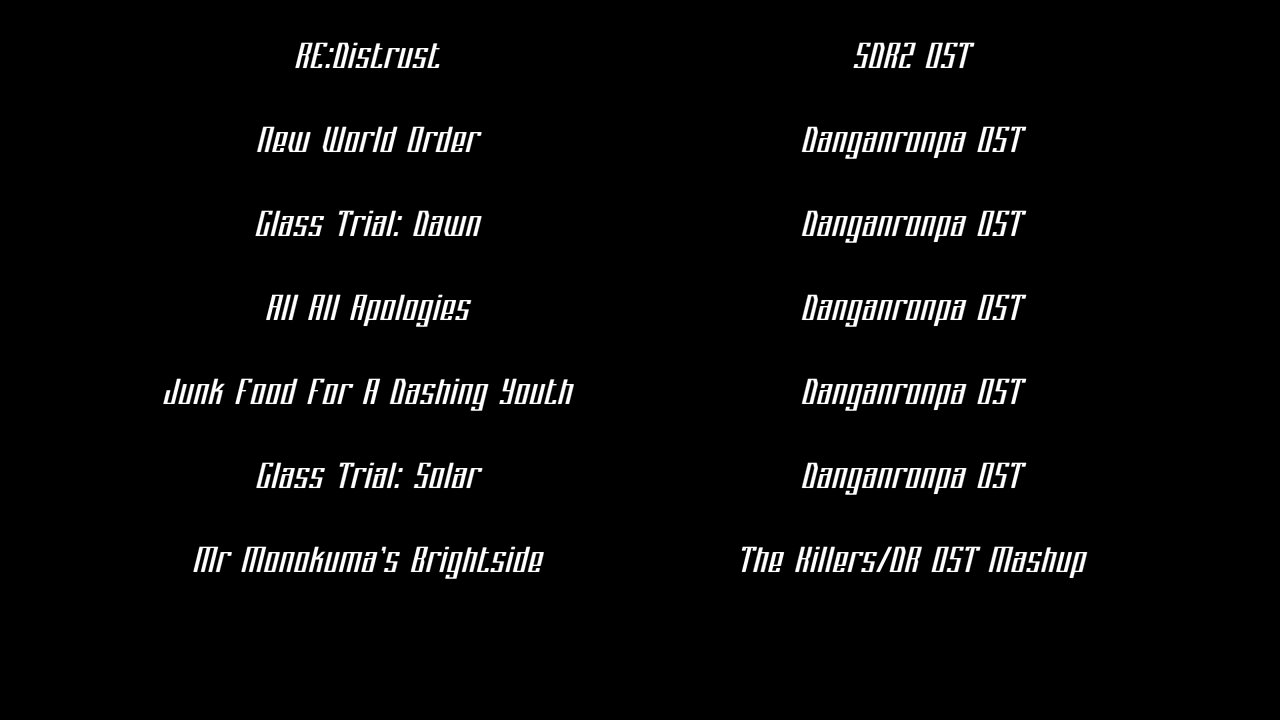 RE:Distrust SDR2 OST
New World Order Danganronpa OST
Class Trial: Dawn Danganronpa OST
All All Apologies Danganronpa OST
Junk Food For A Dashing Youth Danganronpa OST
Class Trial: Solar Danganronpa OST
Mr Monokuma's Brightside The Killers/DR OST Mashup